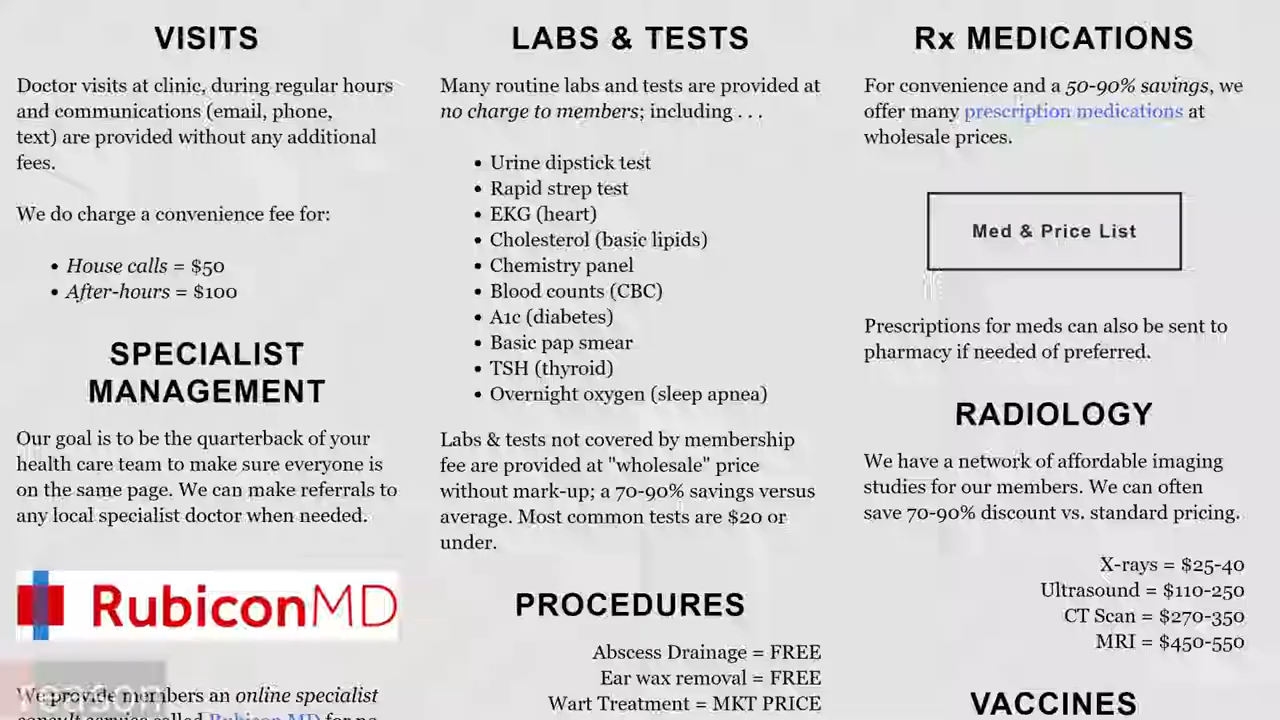 VISITS
Doctor visits at clinic, during regular hours
and communications (email, phone,
text) are provided without any additional
fees.
We do charge a convenience fee for:
• House calls = $50
• After-hours = $100
SPECIALIST
MANAGEMENT
Our goal is to be the quarterback of your
health care team to make sure everyone is
on the same page. We can make referrals to
any local specialist doctor when needed.
RubiconMD
We provide members an online specialist
consult service called Rubicon MD for no
reason
LABS & TESTS
Many routine labs and tests are provided at
no charge to members; including . . .
• Urine dipstick test
• Rapid strep test
• EKG (heart)
• Cholesterol (basic lipids)
• Chemistry panel
• Blood counts (CBC)
• A1c (diabetes)
• Basic pap smear
• TSH (thyroid)
• Overnight oxygen (sleep apnea)
Labs & tests not covered by membership
fee are provided at "wholesale" price
without mark-up; a 70-90% savings versus
average. Most common tests are $20 or
under.
PROCEDURES
Abscess Drainage = FREE
Ear wax removal = FREE
Wart Treatment = MKT PRICE
Rx MEDICATIONS
For convenience and a 50-90% savings, we
offer many prescription medications at
wholesale prices.
Med & Price List
Prescriptions for meds can also be sent to
pharmacy if needed of preferred.
RADIOLOGY
We have a network of affordable imaging
studies for our members. We can often
save 70-90% discount vs. standard pricing.
X-rays = $25-40
Ultrasound = $110-250
CT Scan = $270-350
MRI = $450-550
VACCINES